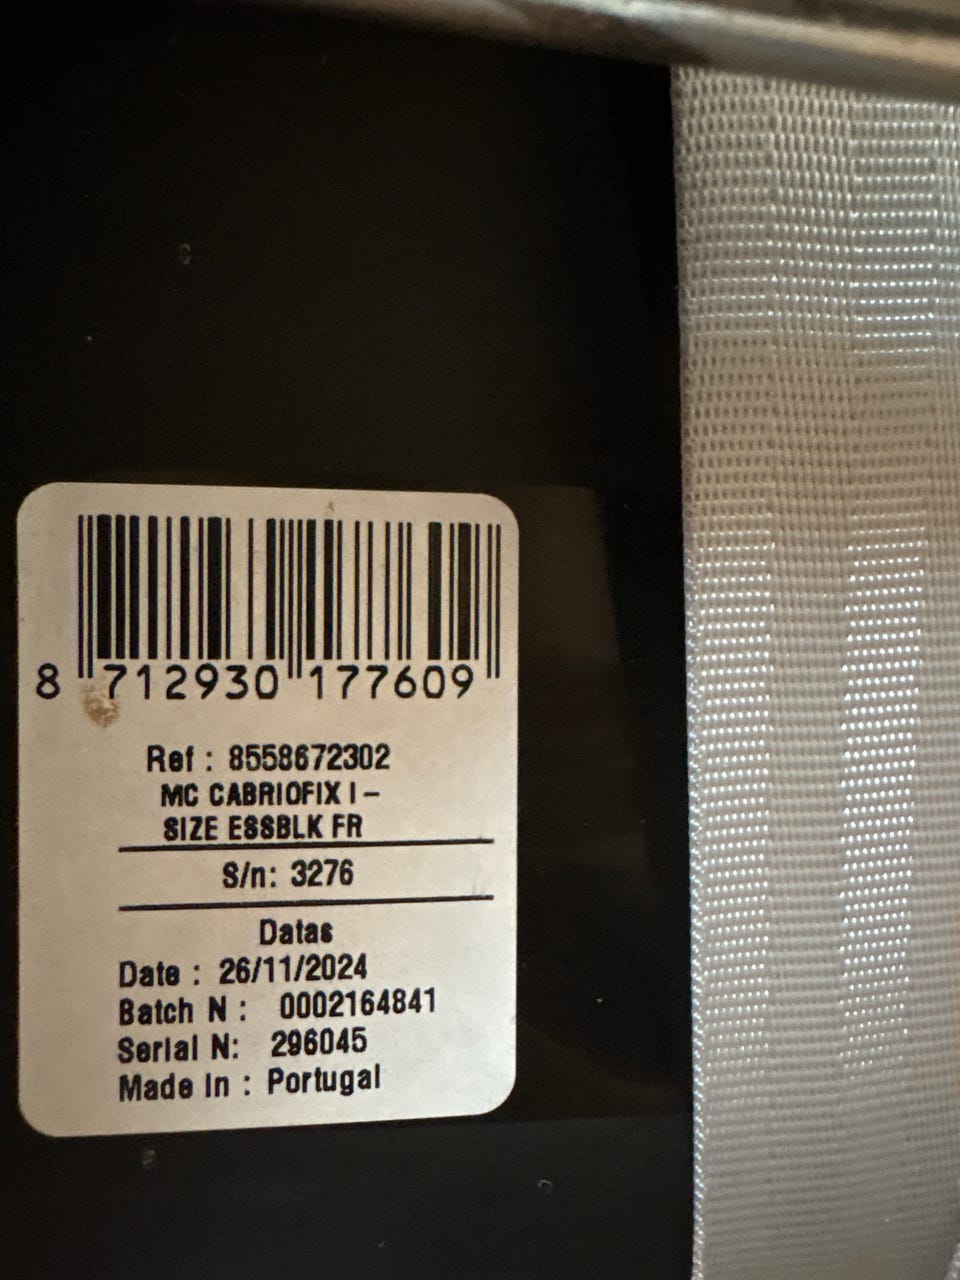 8 712930 177609
Ref : 8558672302
MC CABRIOFIX I -
SIZE ESSBLK FR
S/n: 3276
Datas
Date : 26/11/2024
Batch N : 0002164841
Serial N: 296045
Made In : Portugal